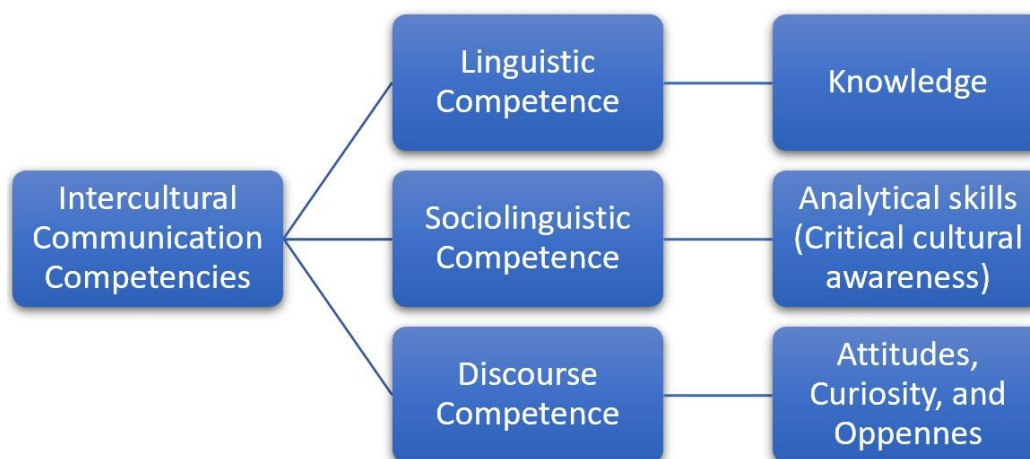 Intercultural
Communication
Competencies
Linguistic
Competence
Knowledge
Sociolinguistic
Competence
Analytical skills
(Critical cultural
awareness)
Discourse
Competence
Attitudes,
Curiosity, and
Oppennes